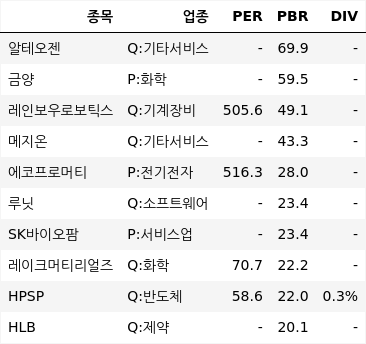 종목 업종 PER PBR DIV
알테오젠 Q:기타서비스 - 69.9 -
금양 P:화학 - 59.5 -
레인보우로보틱스 Q:기계장비 505.6 49.1 -
메지온 Q:기타서비스 - 43.3 -
에코프로머티 P:전기전자 516.3 28.0 -
루닛 Q:소프트웨어 - 23.4 -
SK바이오팜 P:서비스업 - 23.4 -
레이크머티리얼즈 Q:화학 70.7 22.2 -
HPSP Q:반도체 58.6 22.0 0.3%
HLB Q:제약 - 20.1 -